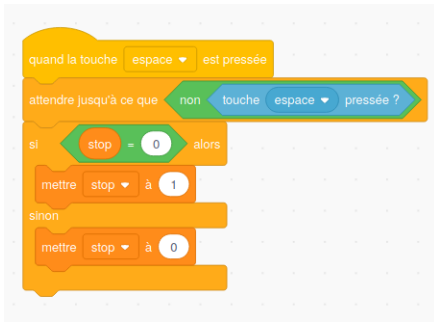 quand la touche espace est pressée
attendre jusqu'à ce que non touche espace pressée ?
si stop = 0 alors
mettre stop à 1
sinon
mettre stop à 0